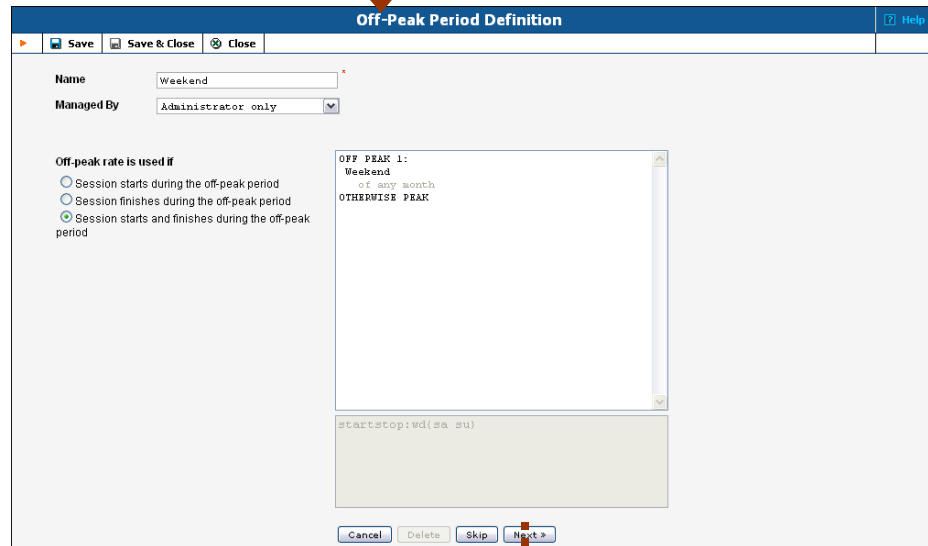 Off-Peak Period Definition
? Help
Save
Save & Close
Close
Name
Weekend
*
Managed By
Administrator only
Off-peak rate is used if
Session starts during the off-peak period
Session finishes during the off-peak period
Session starts and finishes during the off-peak
period
OFF PEAK 1:
Weekend
of any month
OTHERWISE PEAK
startstop:wd{sa su}
Cancel
Delete
Skip
Next »